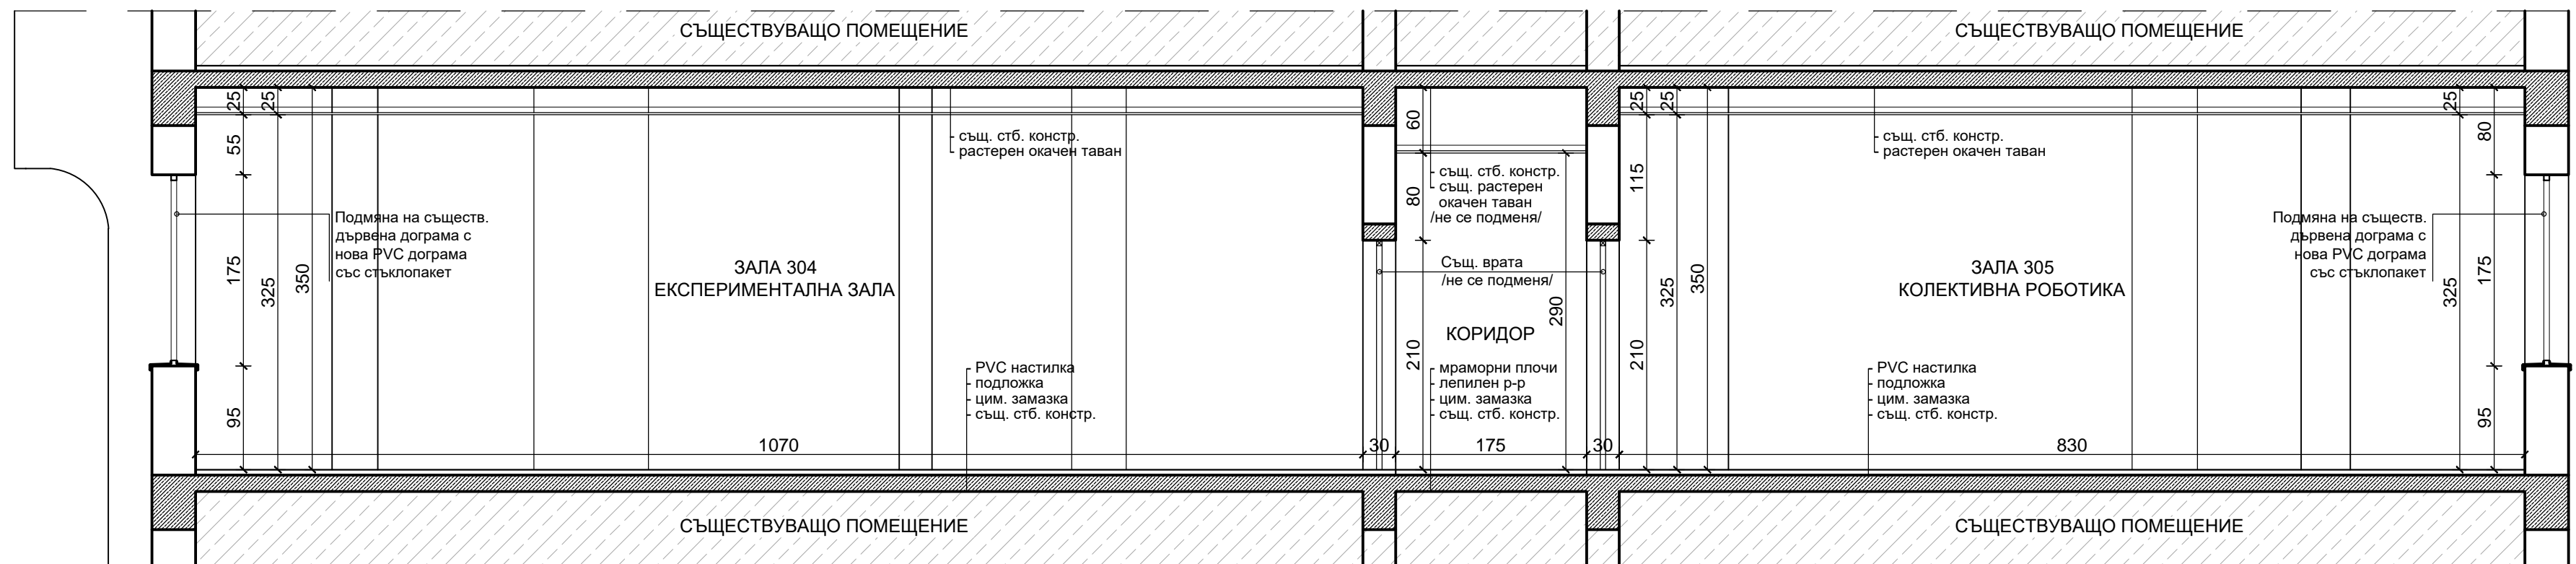 СЪЩЕСТВУВАЩО ПОМЕЩЕНИЕ
СЪЩЕСТВУВАЩО ПОМЕЩЕНИЕ
25
25
55
175
95
325
350
- същ. стб. констр.
- растерен окачен таван
Подмяна на съществ.
дървена дограма с
нова PVC дограма
със стъклопакет
ЗАЛА 304
ЕКСПЕРИМЕНТАЛНА ЗАЛА
- PVC настилка
- подложка
- цим. замазка
- същ. стб. констр.
1070
30
60
80
210
- същ. стб. констр.
- същ. растерен
окачен таван
/не се подменя/
Същ. врата
/не се подменя/
290
КОРИДОР
- мраморни плочи
- лепилен р-р
- цим. замазка
- същ. стб. констр.
175
30
25
25
115
210
325
350
- същ. стб. констр.
- растерен окачен таван
ЗАЛА 305
КОЛЕКТИВНА РОБОТИКА
- PVC настилка
- подложка
- цим. замазка
- същ. стб. констр.
830
Подмяна на съществ.
дървена дограма с
нова PVC дограма
със стъклопакет
25
325
80
175
95
СЪЩЕСТВУВАЩО ПОМЕЩЕНИЕ
СЪЩЕСТВУВАЩО ПОМЕЩЕНИЕ